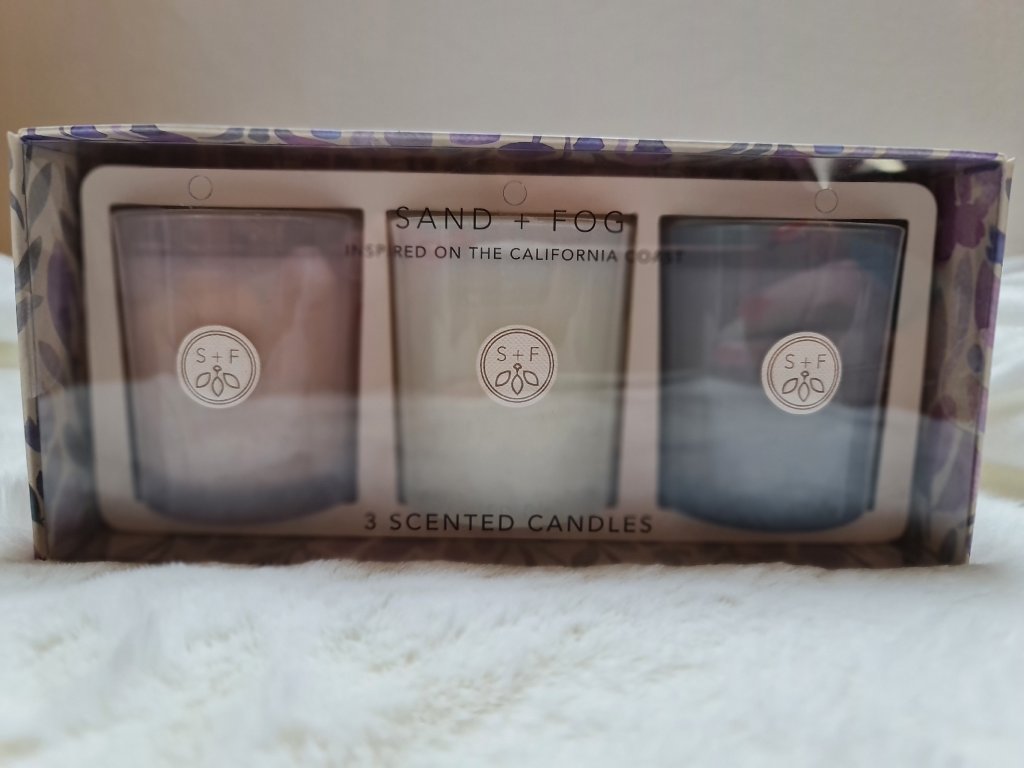 SAND + FOG
INSPIRED ON THE CALIFORNIA COAST
S+F
S+F
S+F
3 SCENTED CANDLES